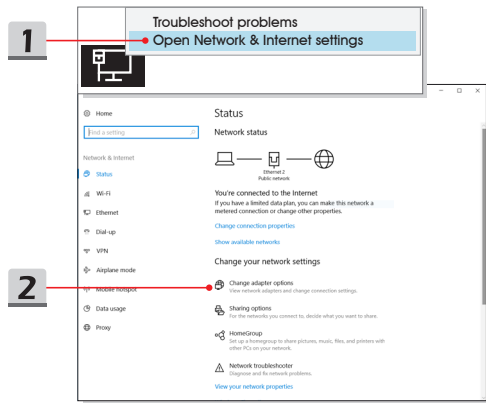 1
Troubleshoot problems
Open Network & Internet settings
Home
Find a setting
Network & Internet
Status
Wi-Fi
Ethernet
Dial-up
VPN
Airplane mode
Mobile hotspot
Data usage
Proxy
Status
Network status
Ethernet 2
Public network
You're connected to the Internet
If you have a limited data plan, you can make this network a
metered connection or change other properties.
Change connection properties
Show available networks
Change your network settings
2
Change adapter options
View network adapters and change connection settings.
Sharing options
For the networks you connect to, decide what you want to share.
HomeGroup
Set up a homegroup to share pictures, music, files, and printers with
other PCs on your network.
Network troubleshooter
Diagnose and fix network problems.
View your network properties